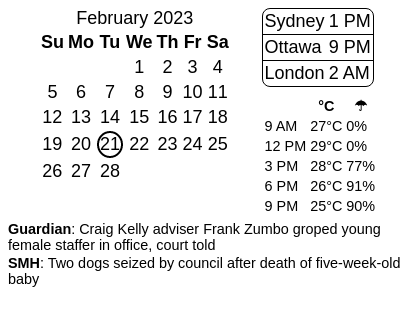 February 2023
Su Mo Tu We Th Fr Sa
1 2 3 4
5 6 7 8 9 10 11
12 13 14 15 16 17 18
19 20 21 22 23 24 25
26 27 28
Sydney 1 PM
Ottawa 9 PM
London 2 AM
°C ☂
9 AM 27°C 0%
12 PM 29°C 0%
3 PM 28°C 77%
6 PM 26°C 91%
9 PM 25°C 90%
Guardian: Craig Kelly adviser Frank Zumbo groped young
female staffer in office, court told
SMH: Two dogs seized by council after death of five-week-old
baby